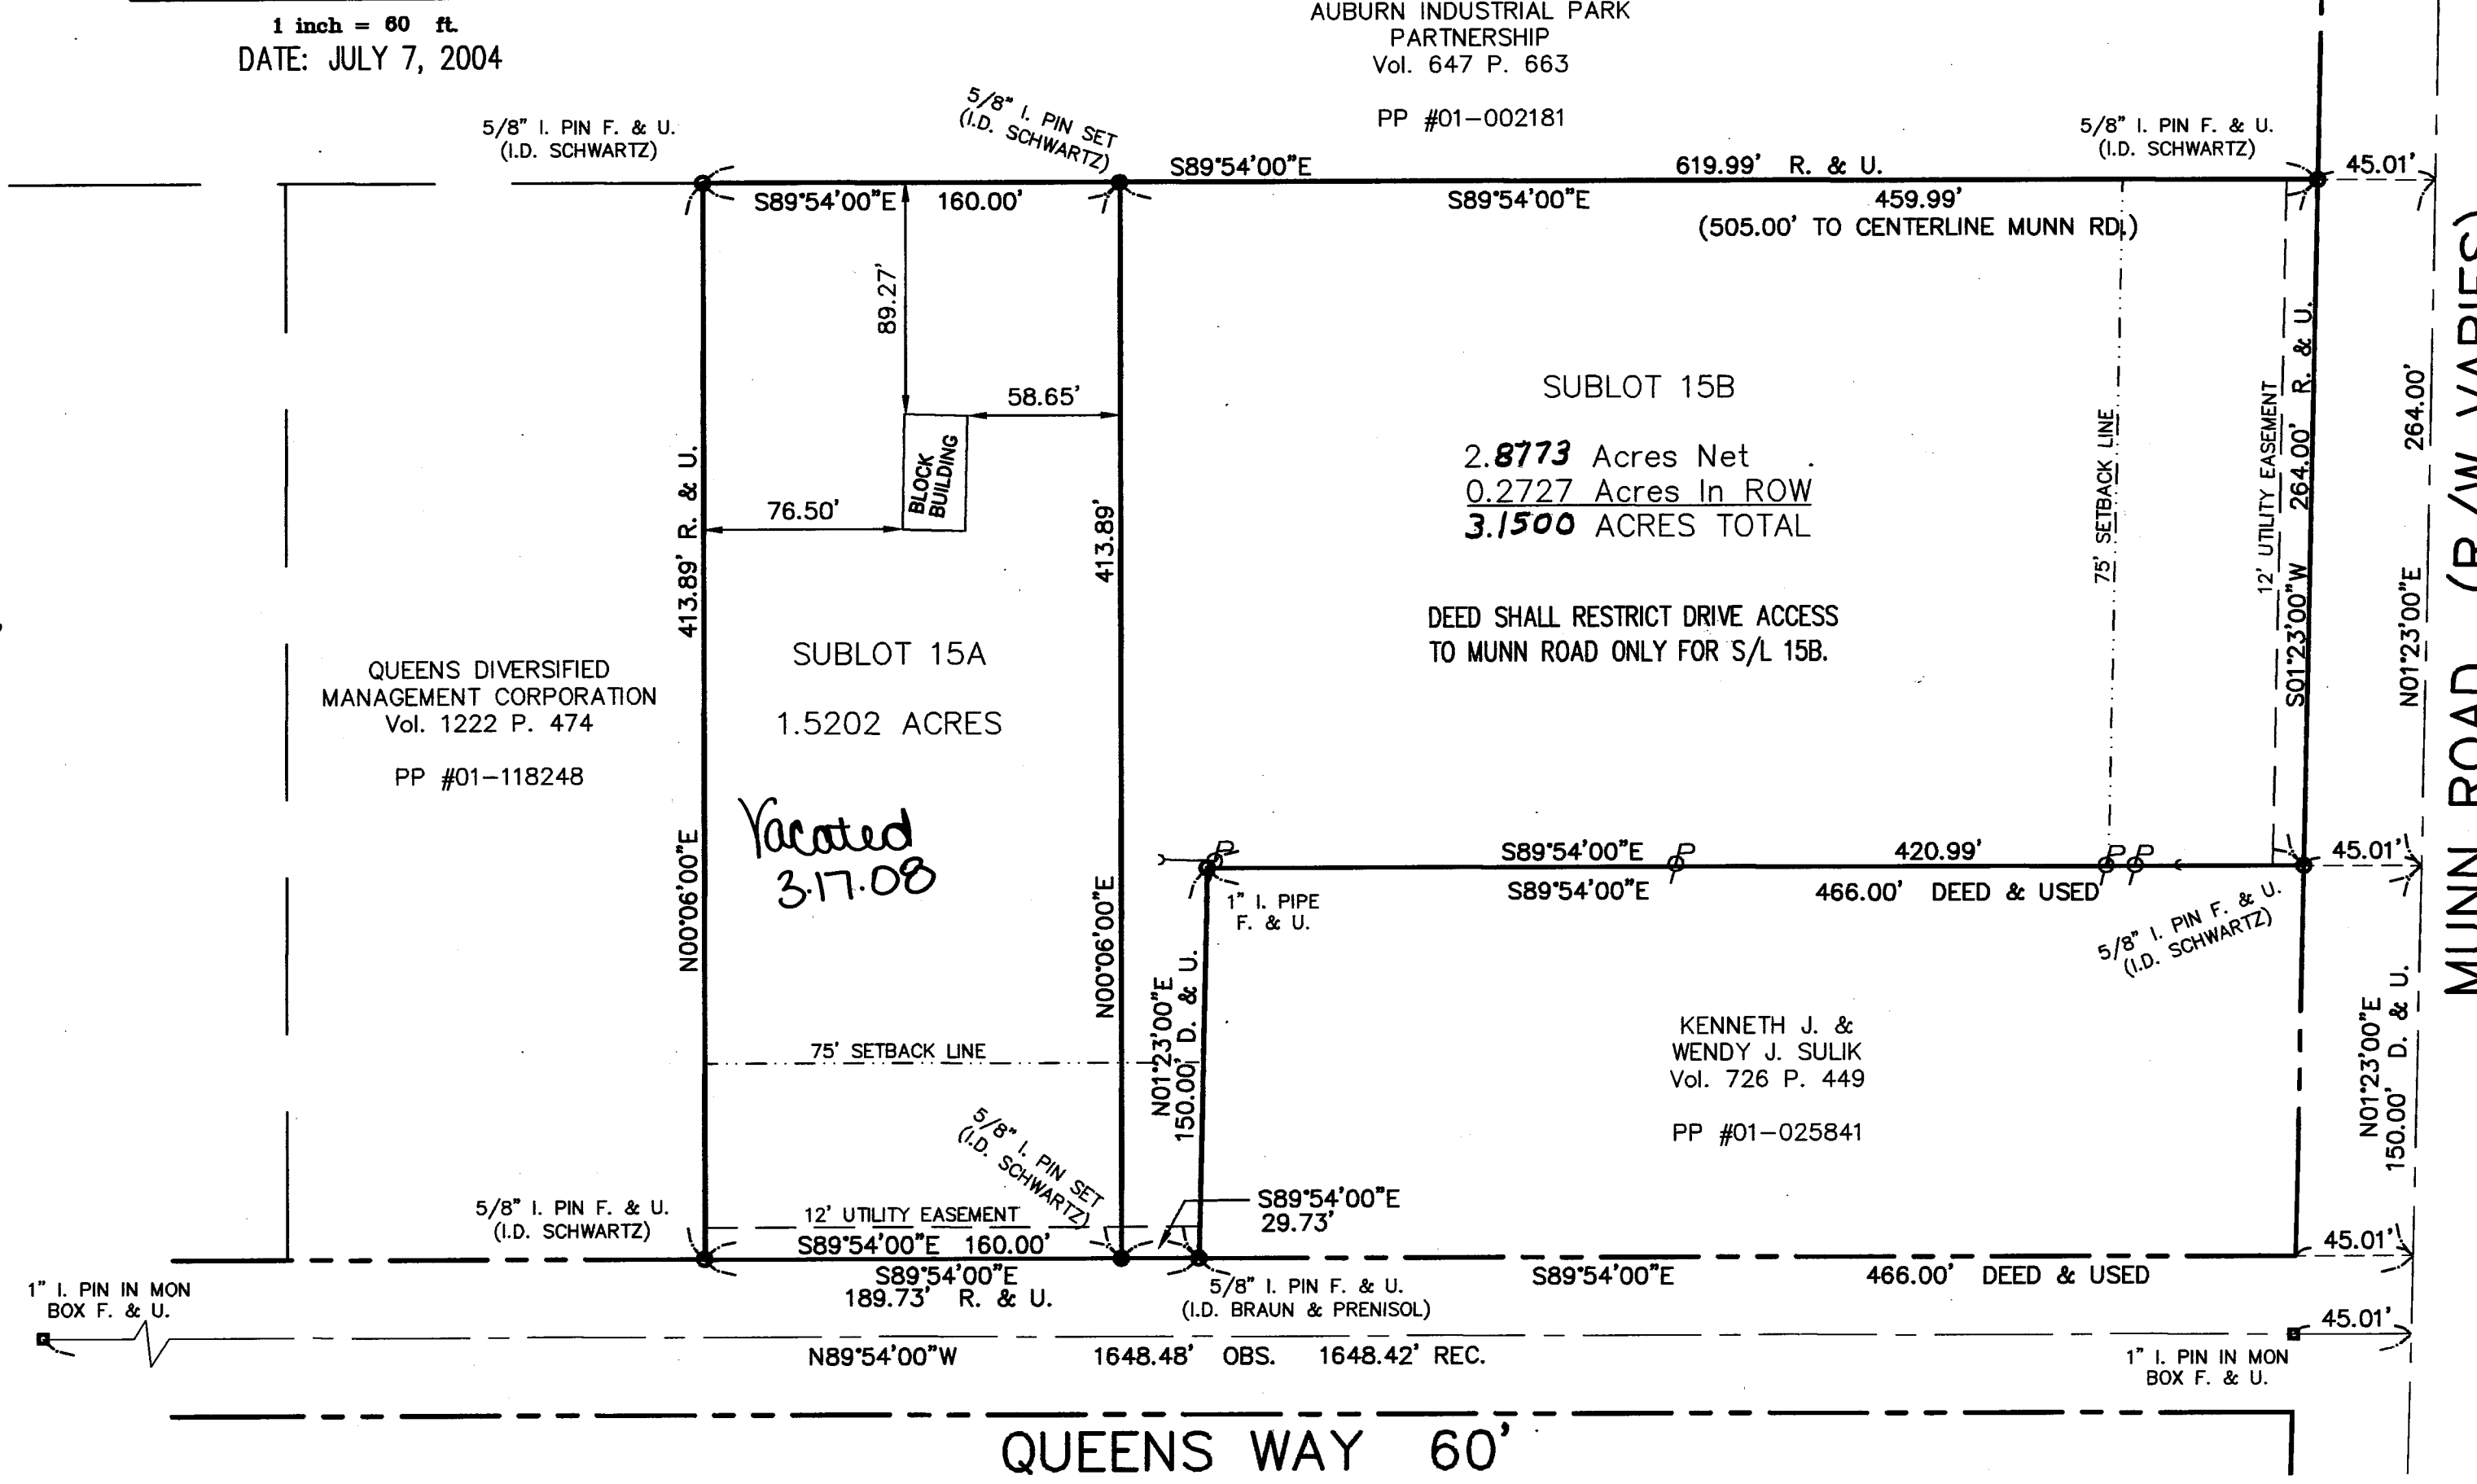 1 inch = 60 ft.
DATE: JULY 7, 2004
AUBURN INDUSTRIAL PARK
PARTNERSHIP
Vol. 647 P. 663
PP #01-002181
5/8" I. PIN F. & U.
(I.D. SCHWARTZ)
5/8" I. PIN SET
(I.D. SCHWARTZ)
5/8" I. PIN F. & U.
(I.D. SCHWARTZ)
S89°54'00"E
619.99' R. & U.
45.01'
S89°54'00"E 160.00'
S89°54'00"E
459.99'
(505.00' TO CENTERLINE MUNN RD.)
89.27'
58.65'
BLOCK
BUILDING
76.50'
413.89' R. & U.
N00°06'00"E
413.89'
N00°06'00"E
SUBLOT 15B
2.8773 Acres Net
0.2727 Acres In ROW
3.1500 ACRES TOTAL
DEED SHALL RESTRICT DRIVE ACCESS
TO MUNN ROAD ONLY FOR S/L 15B.
75' SETBACK LINE
12' UTILITY EASEMENT
S01°23'00"W 264.00' R. & U.
N01°23'00"E 264.00'
MUNN ROAD (R/W VARIES)
QUEENS DIVERSIFIED
MANAGEMENT CORPORATION
Vol. 1222 P. 474
PP #01-118248
SUBLOT 15A
1.5202 ACRES
Vacated
3.17.08
P
P
P P
S89°54'00"E
420.99'
45.01'
S89°54'00"E
466.00' DEED & USED
1" I. PIPE
F. & U.
5/8" I. PIN F. & U.
(I.D. SCHWARTZ)
N01°23'00"E
150.00' D. & U.
KENNETH J. &
WENDY J. SULIK
Vol. 726 P. 449
PP #01-025841
N01°23'00"E
150.00' D. & U.
75' SETBACK LINE
5/8" I. PIN SET
(I.D. SCHWARTZ)
5/8" I. PIN F. & U.
(I.D. SCHWARTZ)
12' UTILITY EASEMENT
S89°54'00"E 160.00'
S89°54'00"E
29.73'
45.01'
S89°54'00"E
189.73' R. & U.
5/8" I. PIN F. & U.
(I.D. BRAUN & PRENISOL)
S89°54'00"E
466.00' DEED & USED
1" I. PIN IN MON
BOX F. & U.
45.01'
N89°54'00"W 1648.48' OBS. 1648.42' REC.
1" I. PIN IN MON
BOX F. & U.
QUEENS WAY 60'